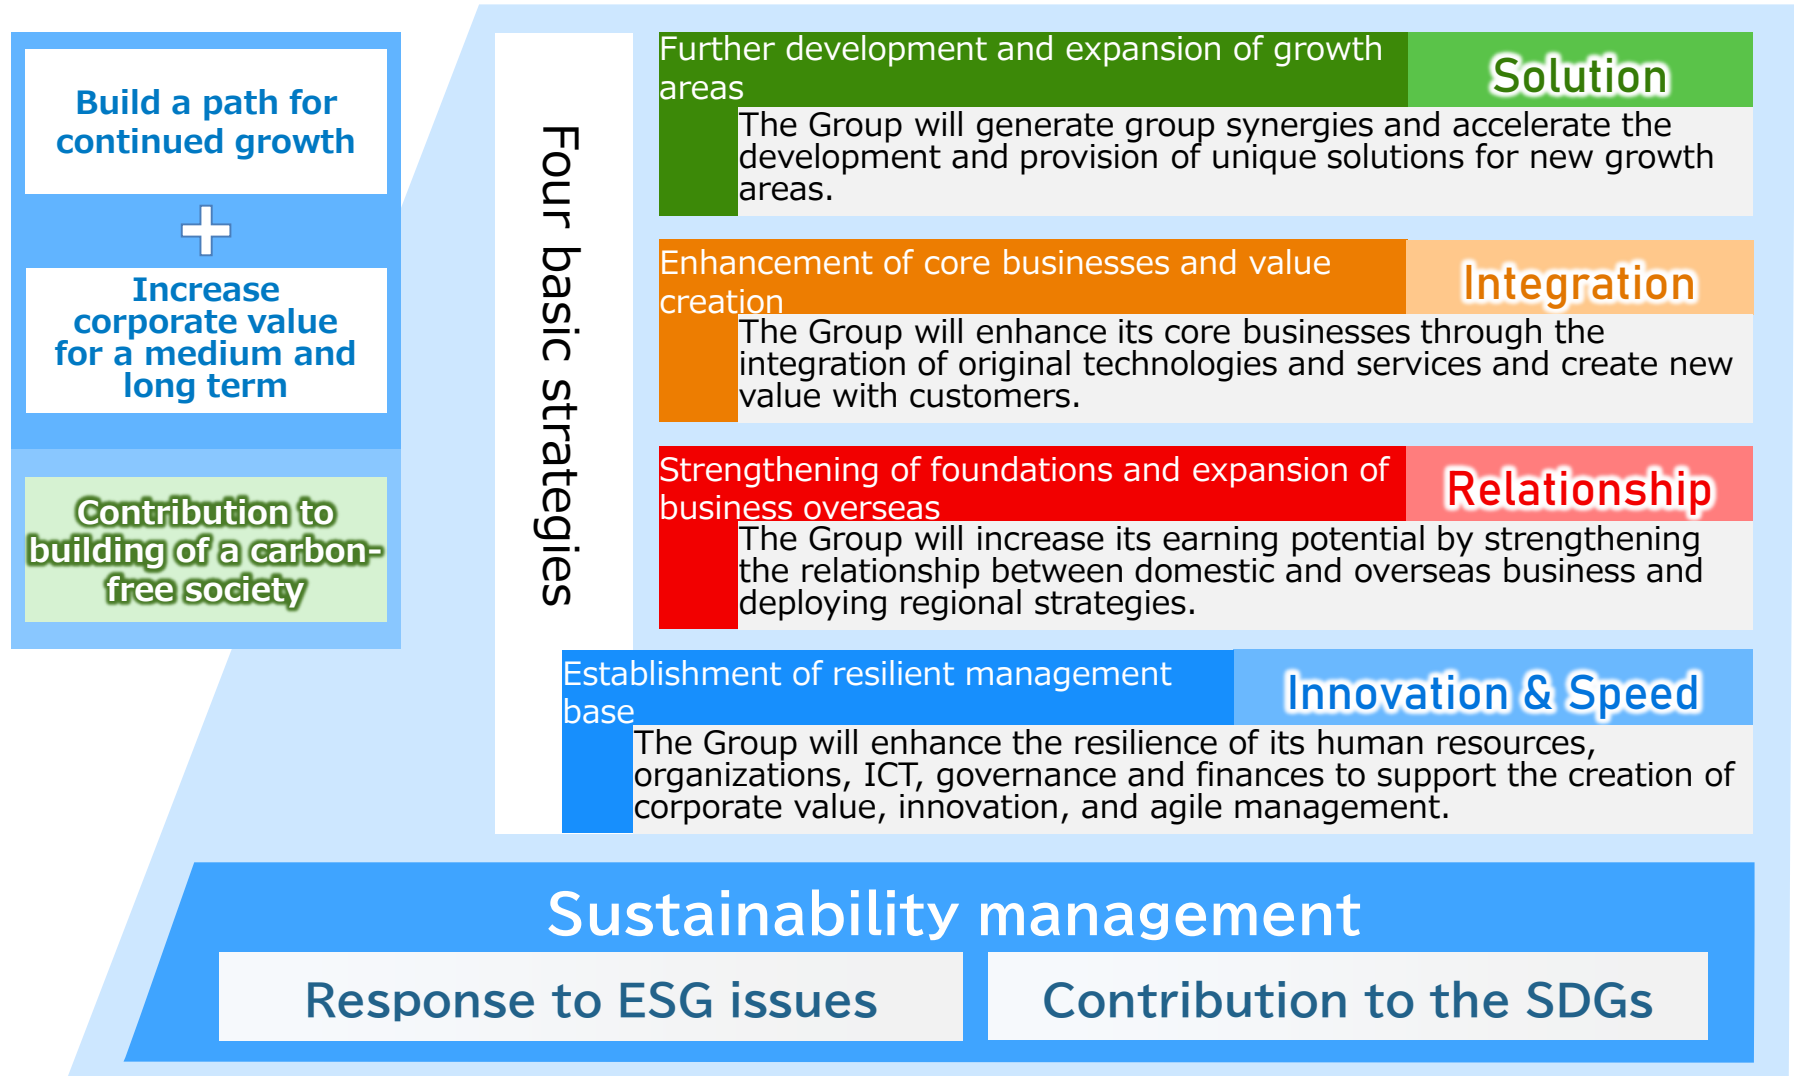 Build a path for
continued growth
Increase
corporate value
for a medium and
long term
Contribution to
building of a carbon-
free society
Four basic strategies
Further development and expansion of growth
areas
Solution
The Group will generate group synergies and accelerate the
development and provision of unique solutions for new growth
areas.
Enhancement of core businesses and value
creation
Integration
The Group will enhance its core businesses through the
integration of original technologies and services and create new
value with customers.
Strengthening of foundations and expansion of
business overseas
Relationship
The Group will increase its earning potential by strengthening
the relationship between domestic and overseas business and
deploying regional strategies.
Establishment of resilient management
base
Innovation & Speed
The Group will enhance the resilience of its human resources,
organizations, ICT, governance and finances to support the creation of
corporate value, innovation, and agile management.
Sustainability management
Response to ESG issues
Contribution to the SDGs